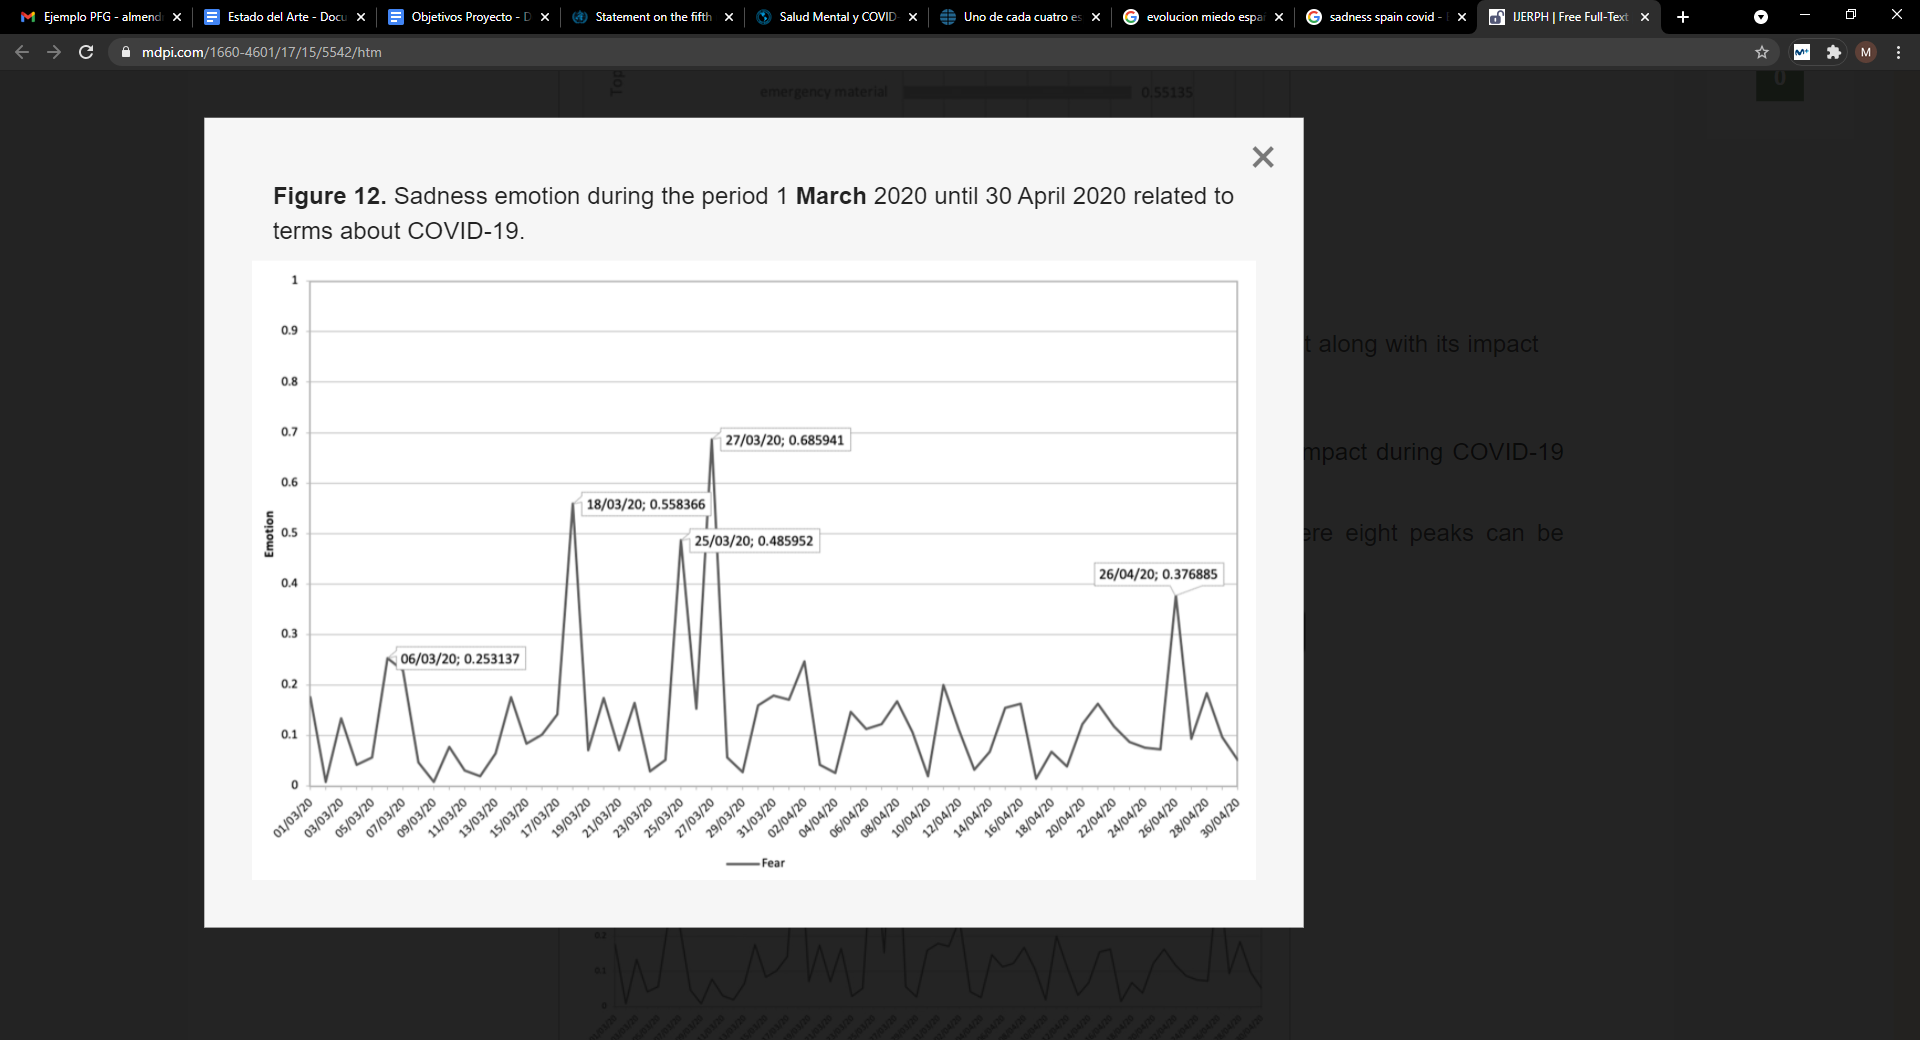 Ejemplo PFG - almend
Estado del Arte - Docu
Objetivos Proyecto - D
Statement on the fifth
Salud Mental y COVID
Uno de cada cuatro es
evolucion miedo espa
sadness spain covid -
IJERPH | Free Full-Text
mdpi.com/1660-4601/17/15/5542/htm
M
Top
emergency material
0.55135
0
Figure 12. Sadness emotion during the period 1 March 2020 until 30 April 2020 related to
terms about COVID-19.
t along with its impact
mpact during COVID-19
ere eight peaks can be
Emotion
1
0.9
0.8
0.7
0.6
0.5
0.4
0.3
0.2
0.1
0
27/03/20; 0.685941
18/03/20; 0.558366
25/03/20; 0.485952
26/04/20; 0.376885
06/03/20; 0.253137
01/03/20
03/03/20
05/03/20
07/03/20
09/03/20
11/03/20
13/03/20
15/03/20
17/03/20
19/03/20
21/03/20
23/03/20
25/03/20
27/03/20
29/03/20
31/03/20
02/04/20
04/04/20
06/04/20
08/04/20
10/04/20
12/04/20
14/04/20
16/04/20
18/04/20
20/04/20
22/04/20
24/04/20
26/04/20
28/04/20
30/04/20
Fear
0.2
0.1
0